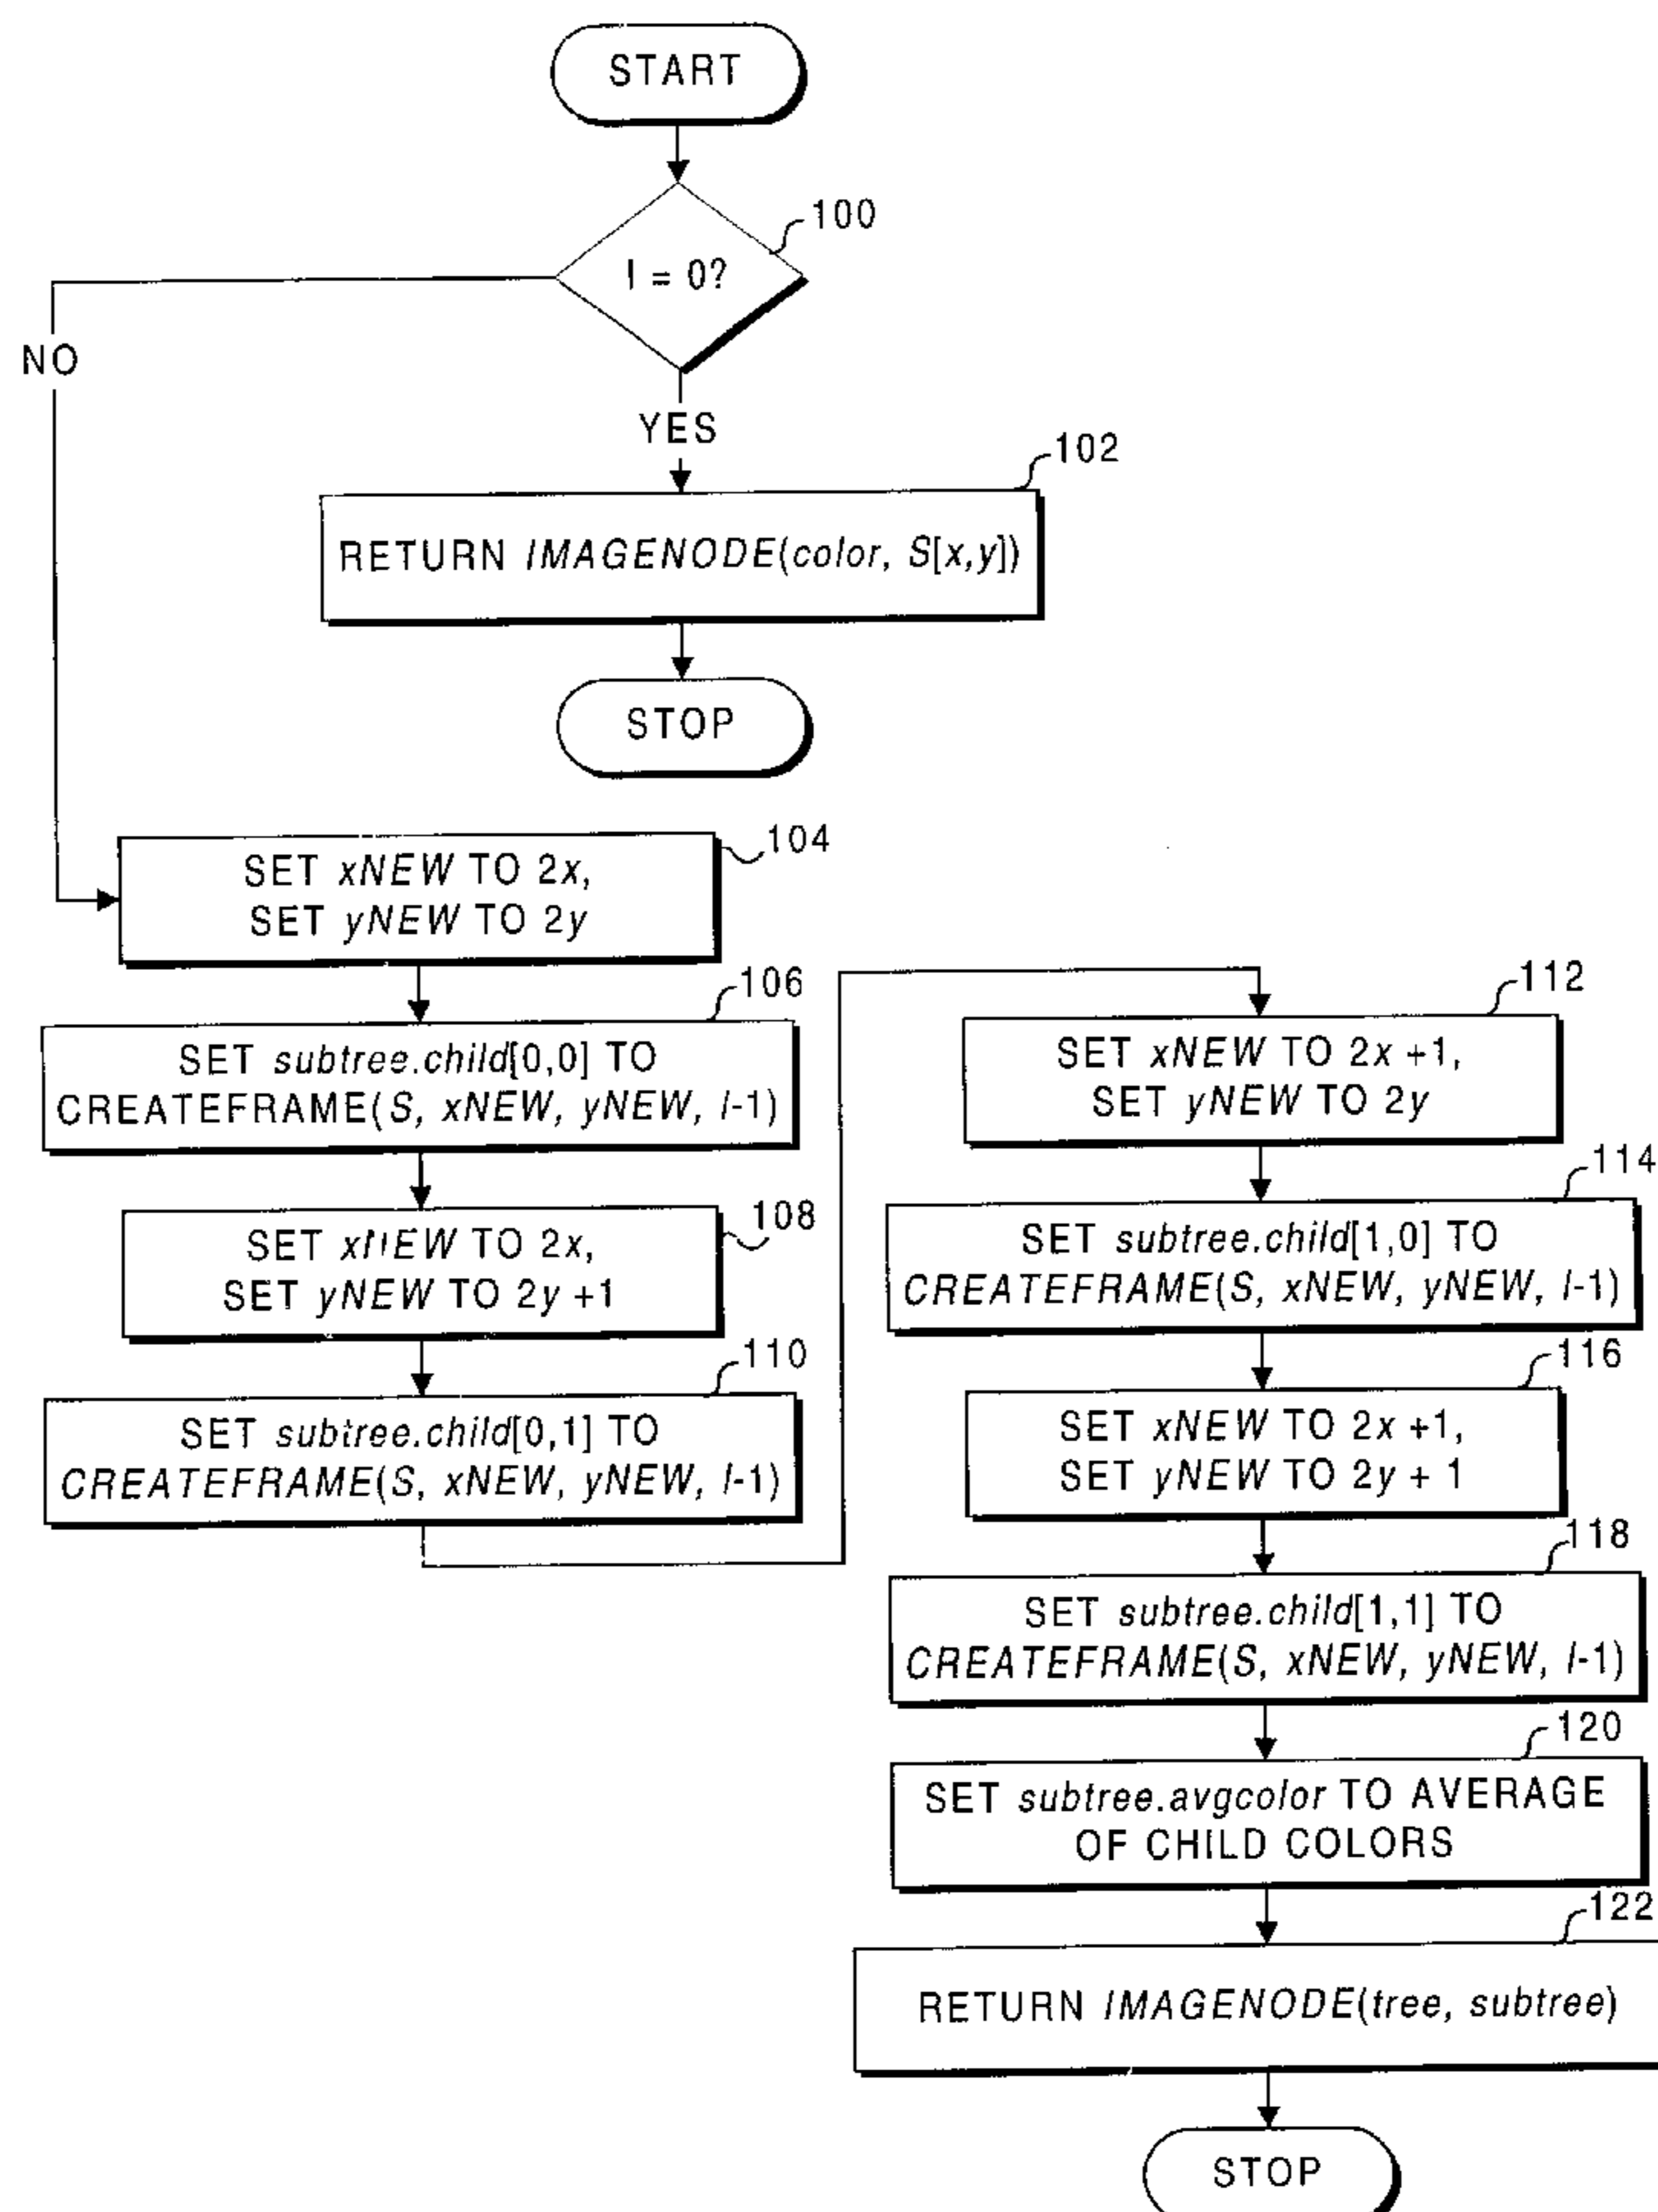 START
100
l = 0?
NO
YES
102
RETURN IMAGENODE(color, S[x,y])
STOP
104
SET xNEW TO 2x,
SET yNEW TO 2y
106
SET subtree.child[0,0] TO
CREATEFRAME(S, xNEW, yNEW, l-1)
108
SET xNEW TO 2x,
SET yNEW TO 2y +1
110
SET subtree.child[0,1] TO
CREATEFRAME(S, xNEW, yNEW, l-1)
112
SET xNEW TO 2x +1,
SET yNEW TO 2y
114
SET subtree.child[1,0] TO
CREATEFRAME(S, xNEW, yNEW, l-1)
116
SET xNEW TO 2x +1,
SET yNEW TO 2y + 1
118
SET subtree.child[1,1] TO
CREATEFRAME(S, xNEW, yNEW, l-1)
120
SET subtree.avgcolor TO AVERAGE
OF CHILD COLORS
122
RETURN IMAGENODE(tree, subtree)
STOP